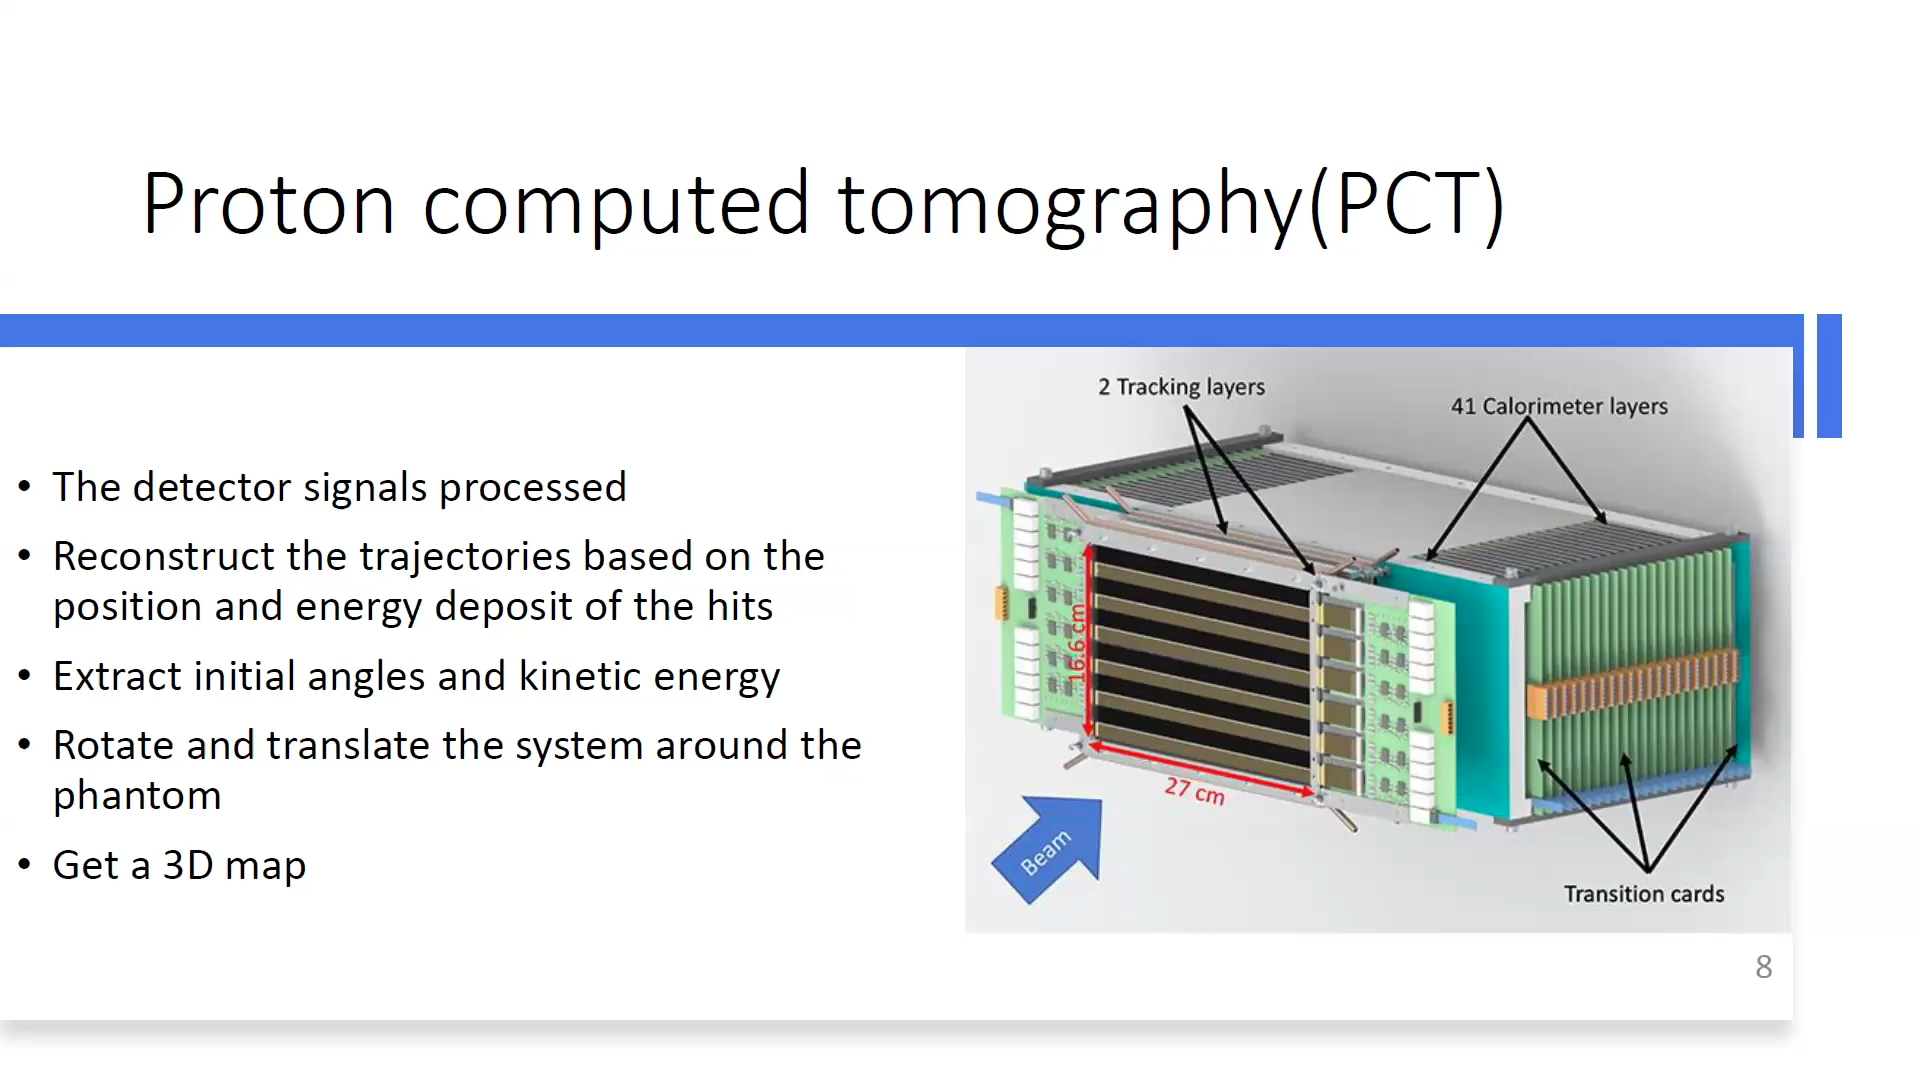 Proton computed tomography(PCT)
• The detector signals processed
• Reconstruct the trajectories based on the
position and energy deposit of the hits
• Extract initial angles and kinetic energy
• Rotate and translate the system around the
phantom
• Get a 3D map
2 Tracking layers
41 Calorimeter layers
16.6 cm
27 cm
Beam
Transition cards
8